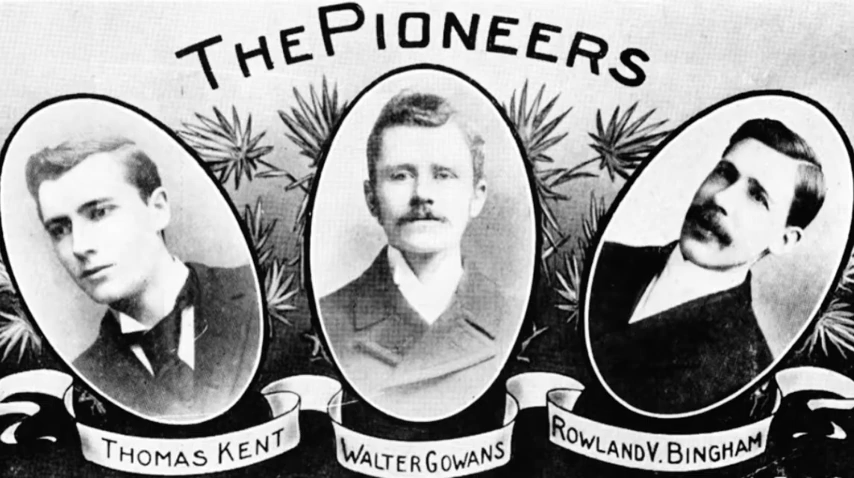 THE PIONEERS
THOMAS KENT
WALTER GOWANS
ROWLAND V. BINGHAM